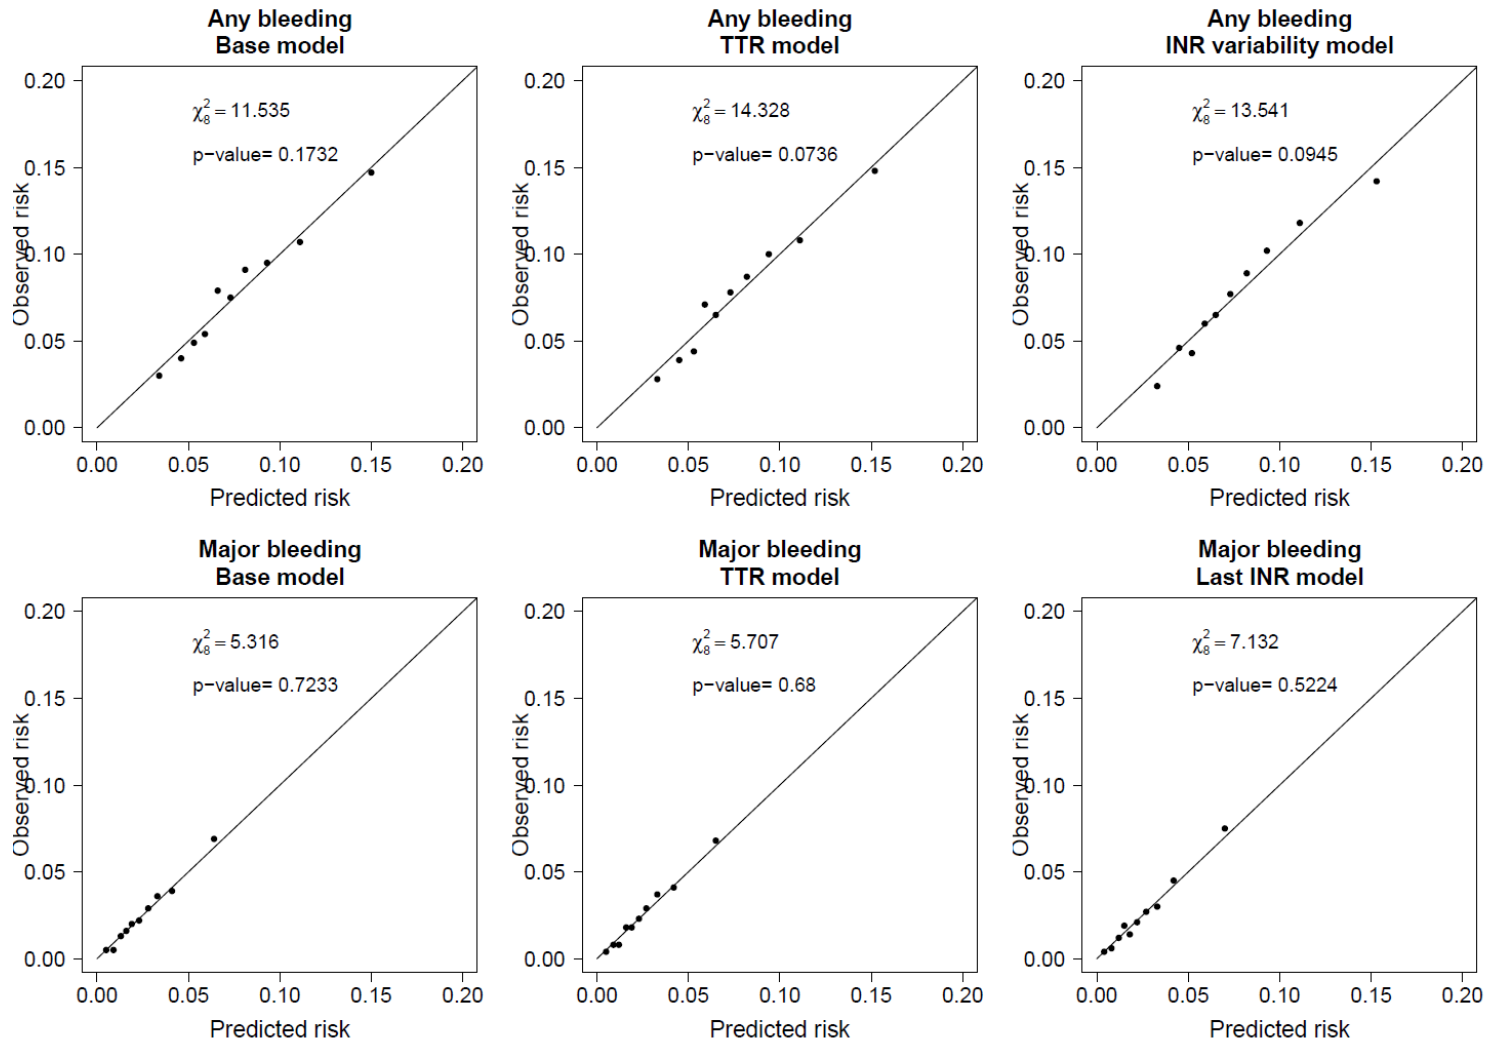 Any bleeding
Base model
χ²₈ = 11.535
p−value= 0.1732
Observed risk
0.20
0.15
0.10
0.05
0.00
0.00 0.05 0.10 0.15 0.20
Predicted risk
Any bleeding
TTR model
χ²₈ = 14.328
p−value= 0.0736
Observed risk
0.20
0.15
0.10
0.05
0.00
0.00 0.05 0.10 0.15 0.20
Predicted risk
Any bleeding
INR variability model
χ²₈ = 13.541
p−value= 0.0945
Observed risk
0.20
0.15
0.10
0.05
0.00
0.00 0.05 0.10 0.15 0.20
Predicted risk
Major bleeding
Base model
χ²₈ = 5.316
p−value= 0.7233
Observed risk
0.20
0.15
0.10
0.05
0.00
0.00 0.05 0.10 0.15 0.20
Predicted risk
Major bleeding
TTR model
χ²₈ = 5.707
p−value= 0.68
Observed risk
0.20
0.15
0.10
0.05
0.00
0.00 0.05 0.10 0.15 0.20
Predicted risk
Major bleeding
Last INR model
χ²₈ = 7.132
p−value= 0.5224
Observed risk
0.20
0.15
0.10
0.05
0.00
0.00 0.05 0.10 0.15 0.20
Predicted risk